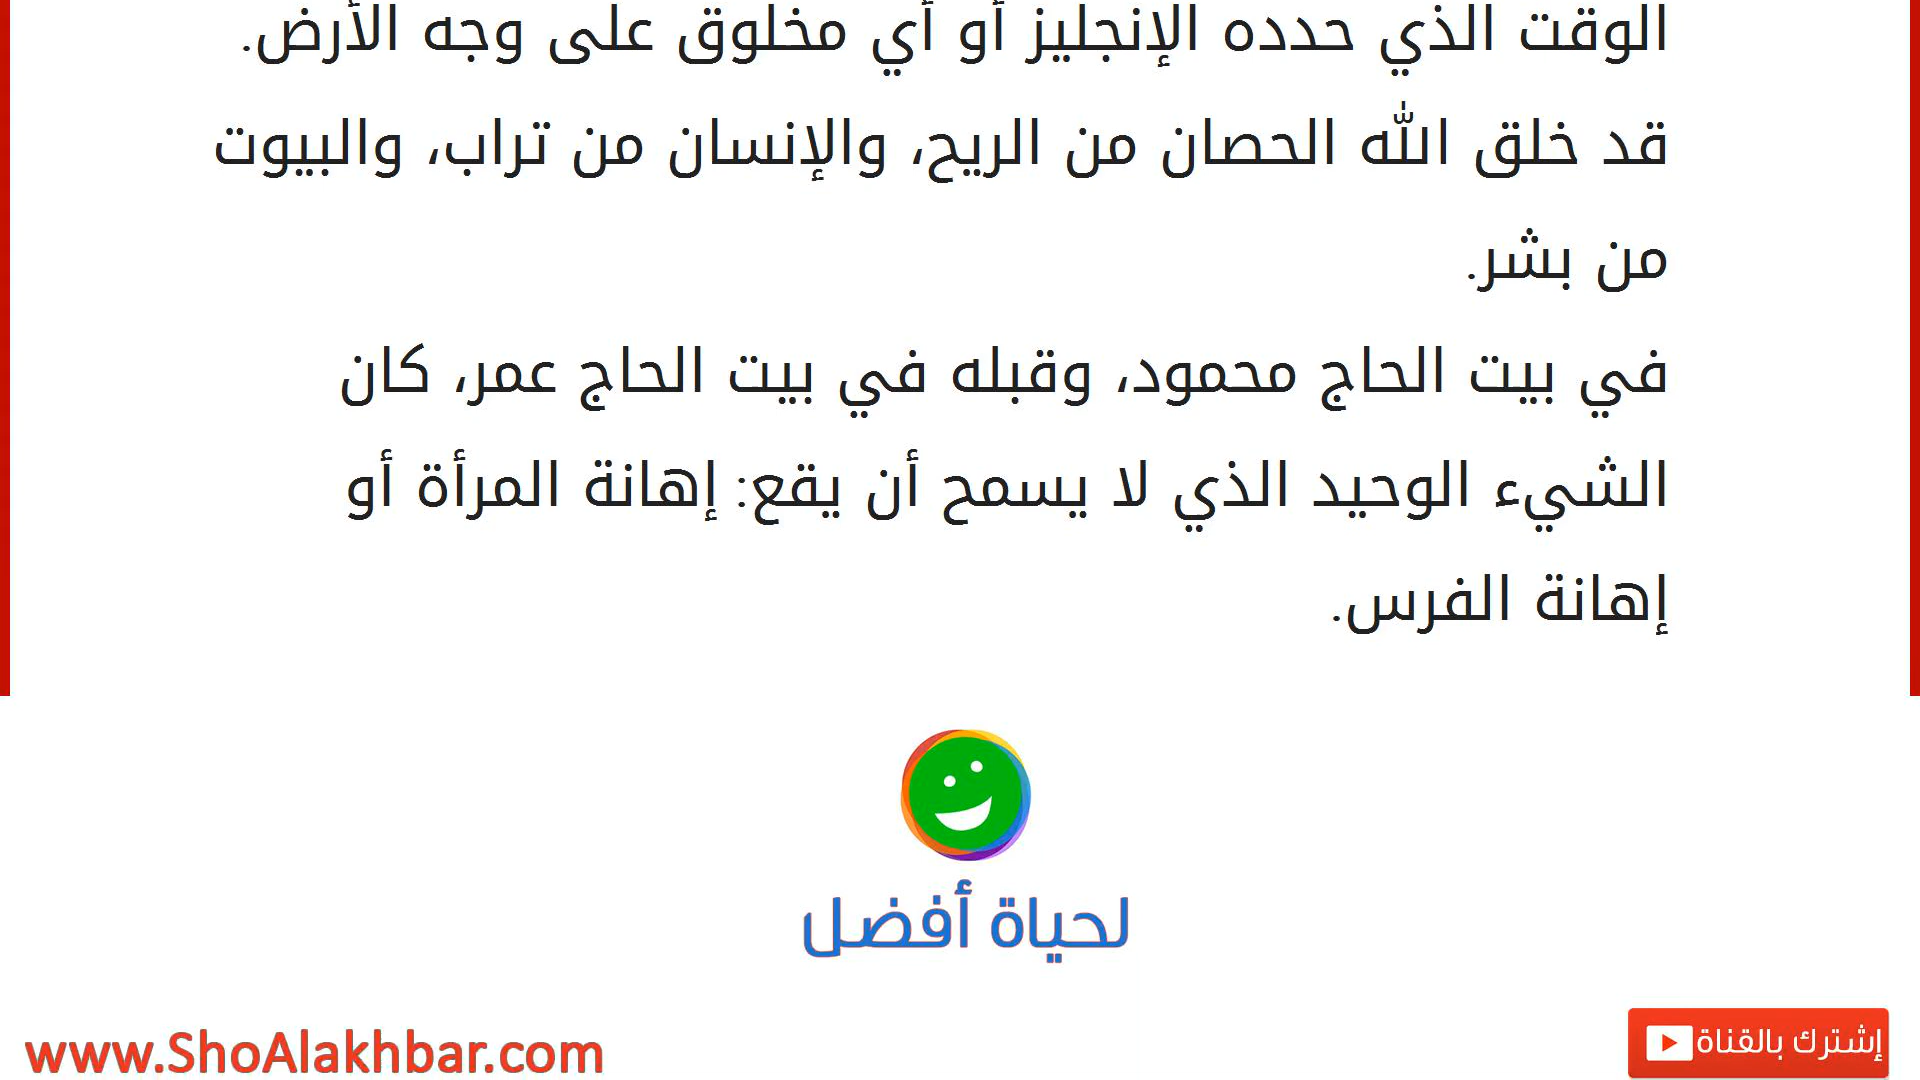 الوقت الذي حدده الإنجليز أو أي مخلوق على وجه الأرض.
قد خلق الله الحصان من الريح، والإنسان من تراب، والبيوت
من بشر.
في بيت الحاج محمود، وقبله في بيت الحاج عمر، كان
الشيء الوحيد الذي لا يسمح أن يقع: إهانة المرأة أو
إهانة الفرس.
لحياة أفضل
www.ShoAlakhbar.com
إشترك بالقناة